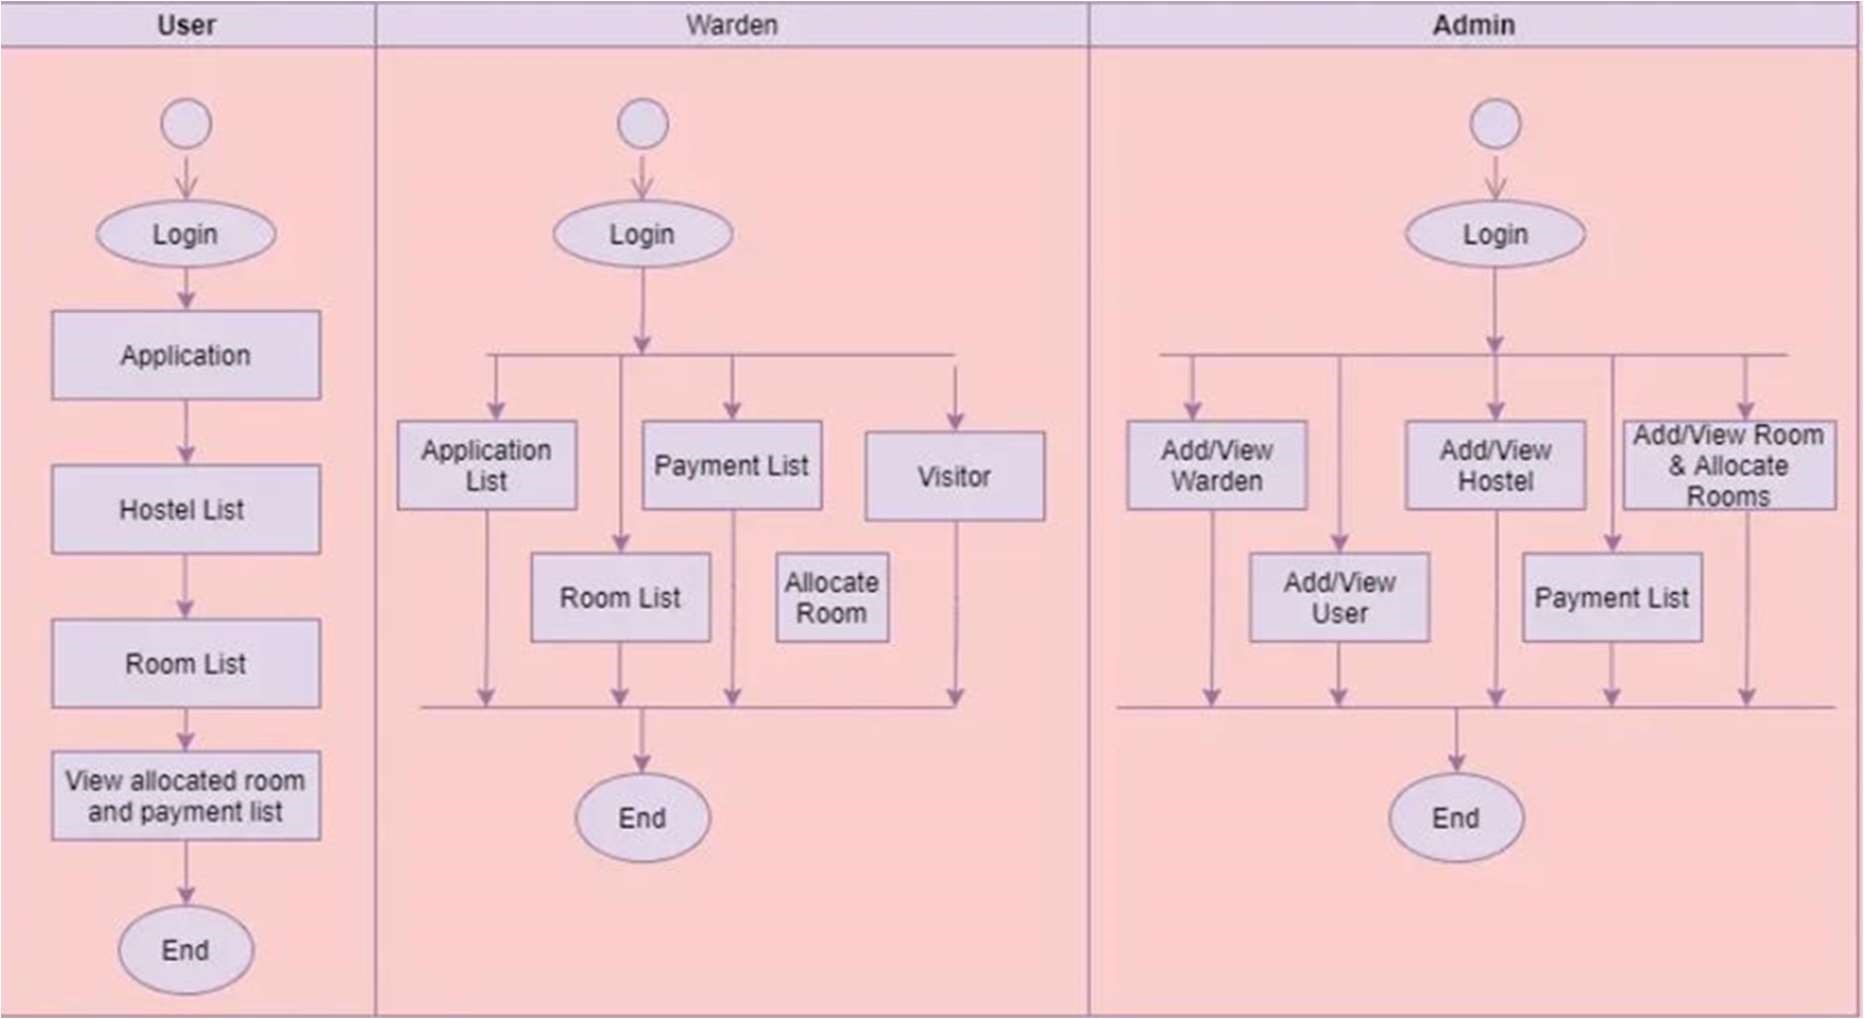 User
Warden
Admin
Login
Application
Hostel List
Room List
View allocated room
and payment list
End
Login
Application
List
Payment List
Visitor
Room List
Allocate
Room
End
Login
Add/View
Warden
Add/View
Hostel
Add/View Room
& Allocate
Rooms
Add/View
User
Payment List
End